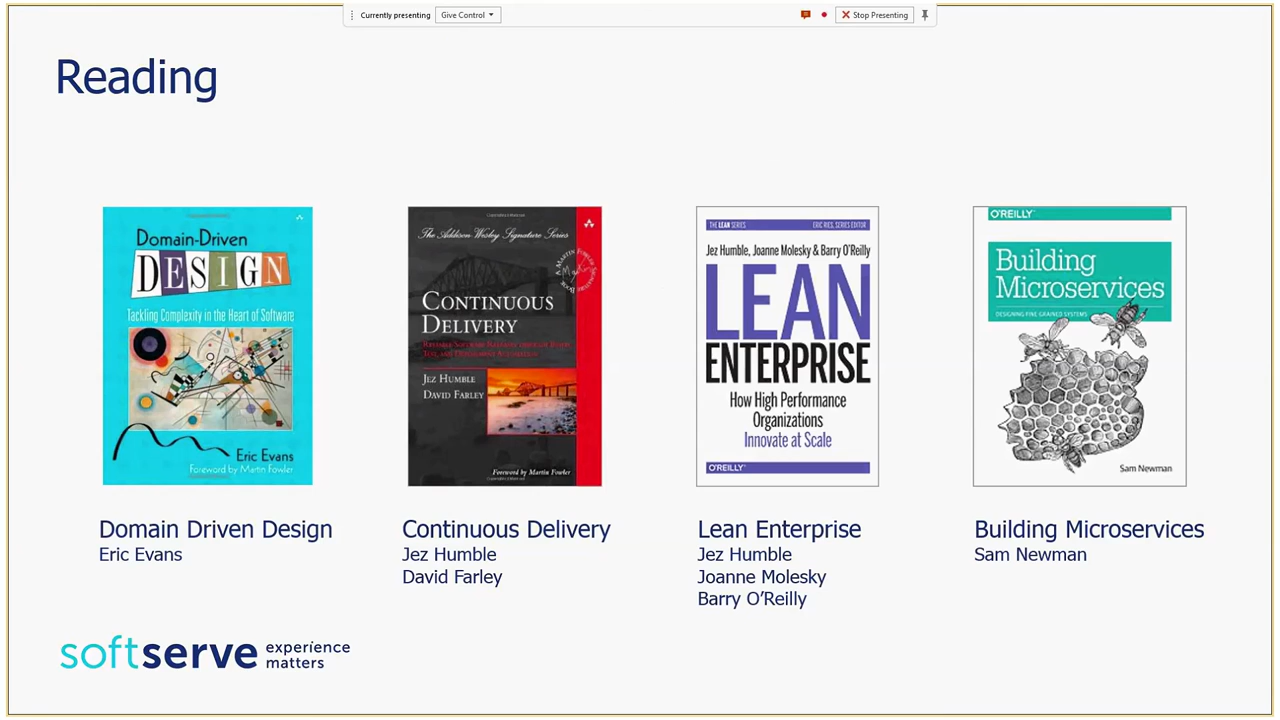 Currently presenting
Give Control
Stop Presenting
Reading
Domain-Driven
DESIGN
Tackling Complexity in the Heart of Software
Eric Evans
Foreword by Martin Fowler
The Addison-Wesley Signature Series
CONTINUOUS
DELIVERY
JEZ HUMBLE
DAVID FARLEY
Foreword by Martin Fowler
THE LEAN SERIES
ERIC RIES, SERIES EDITOR
Jez Humble, Joanne Molesky & Barry O'Reilly
LEAN
ENTERPRISE
How High Performance
Organizations
Innovate at Scale
O'REILLY
O'REILLY
Building
Microservices
DESIGNING FINE-GRAINED SYSTEMS
Sam Newman
Domain Driven Design
Eric Evans
Continuous Delivery
Jez Humble
David Farley
Lean Enterprise
Jez Humble
Joanne Molesky
Barry O'Reilly
Building Microservices
Sam Newman
softserve
experience
matters